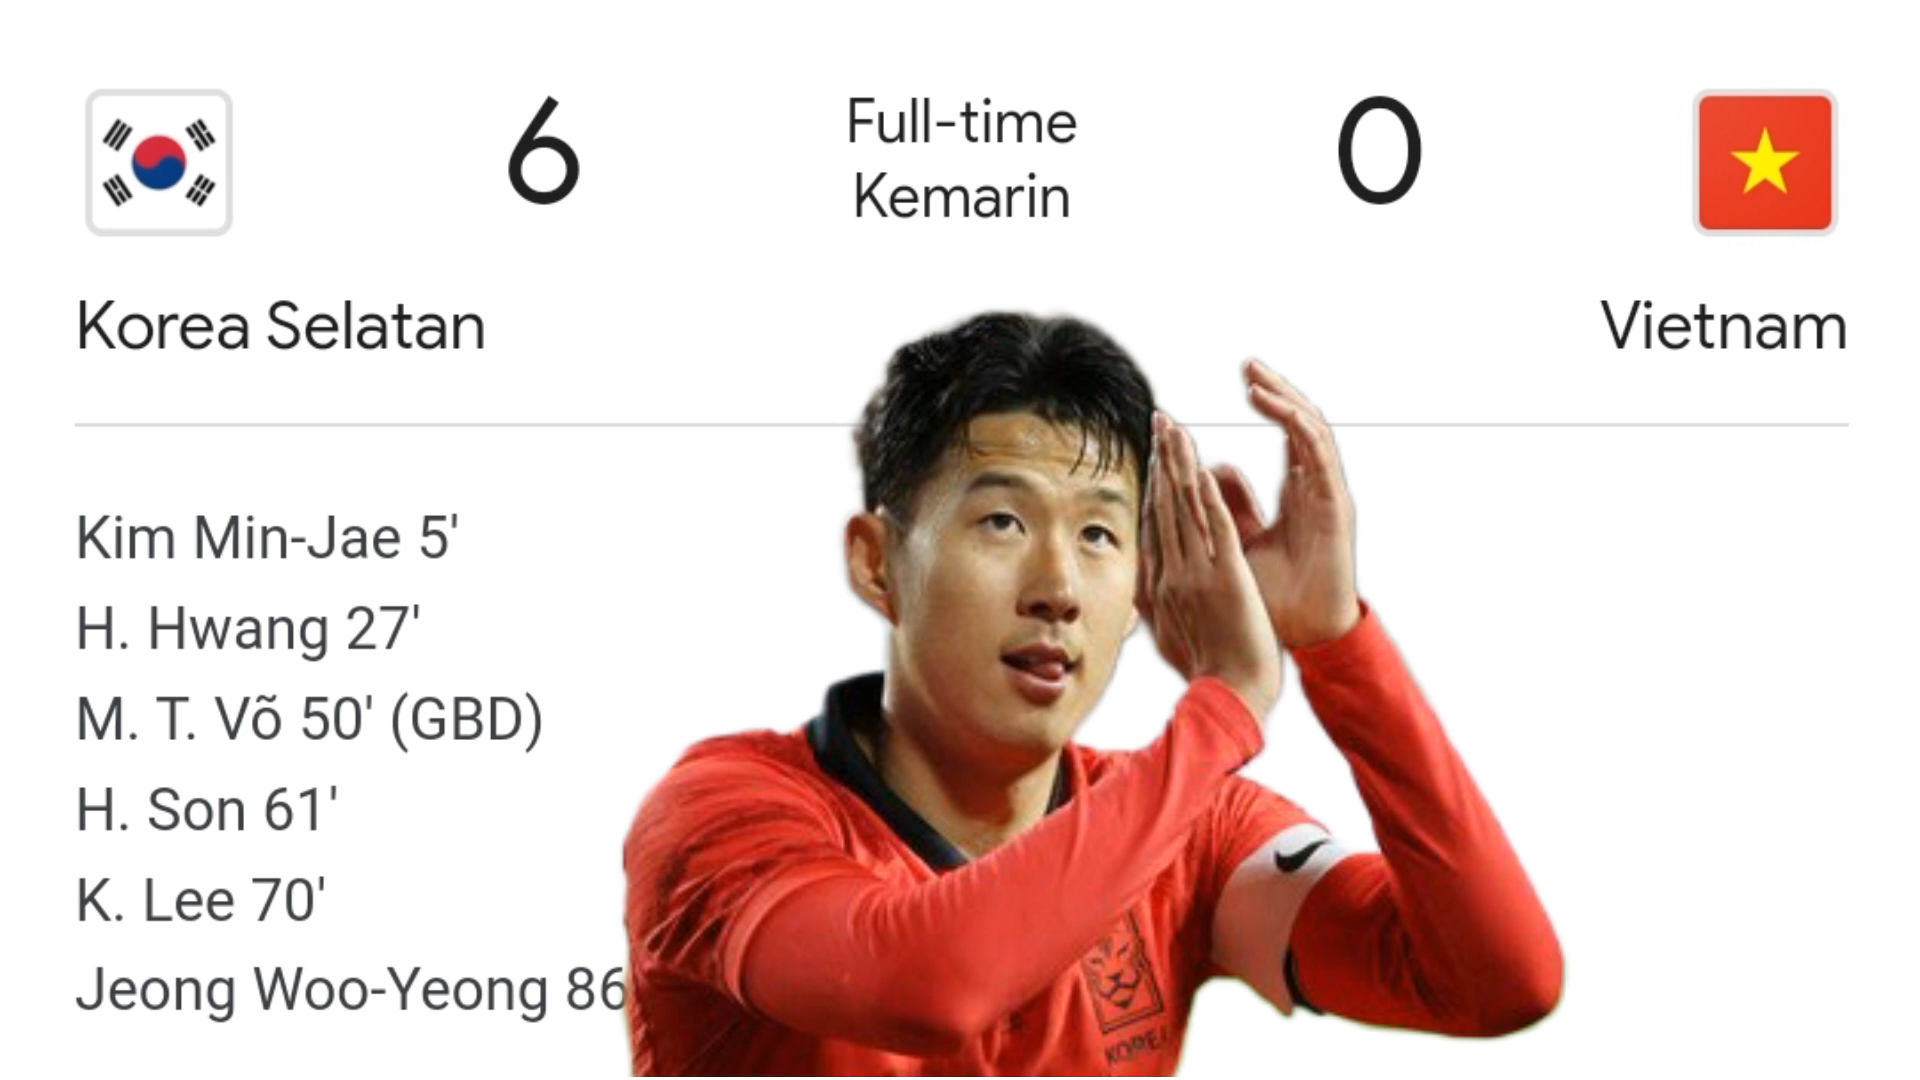 6 Full-time 0
Kemarin
Korea Selatan Vietnam
Kim Min-Jae 5'
H. Hwang 27'
M. T. Võ 50' (GBD)
H. Son 61'
K. Lee 70'
Jeong Woo-Yeong 86
KOREA